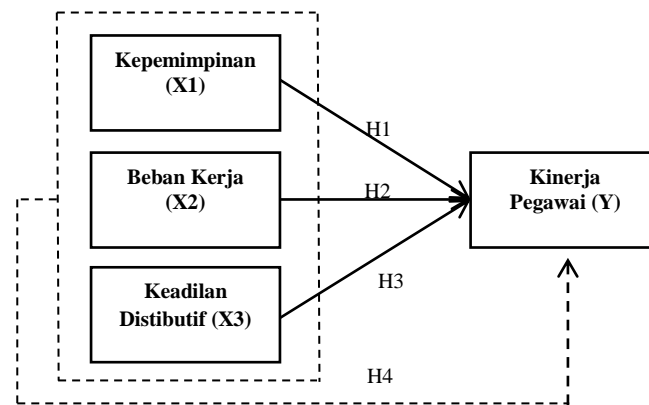 Kepemimpinan
(X1)
H1
Beban Kerja
(X2)
H2
Kinerja
Pegawai (Y)
Keadilan
Distibutif (X3)
H3
H4